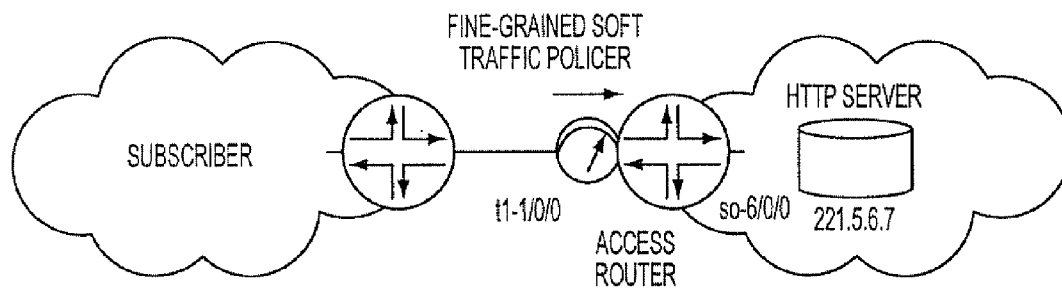 FINE-GRAINED SOFT
TRAFFIC POLICER
SUBSCRIBER
HTTP SERVER
t1-1/0/0
so-6/0/0
221.5.6.7
ACCESS
ROUTER